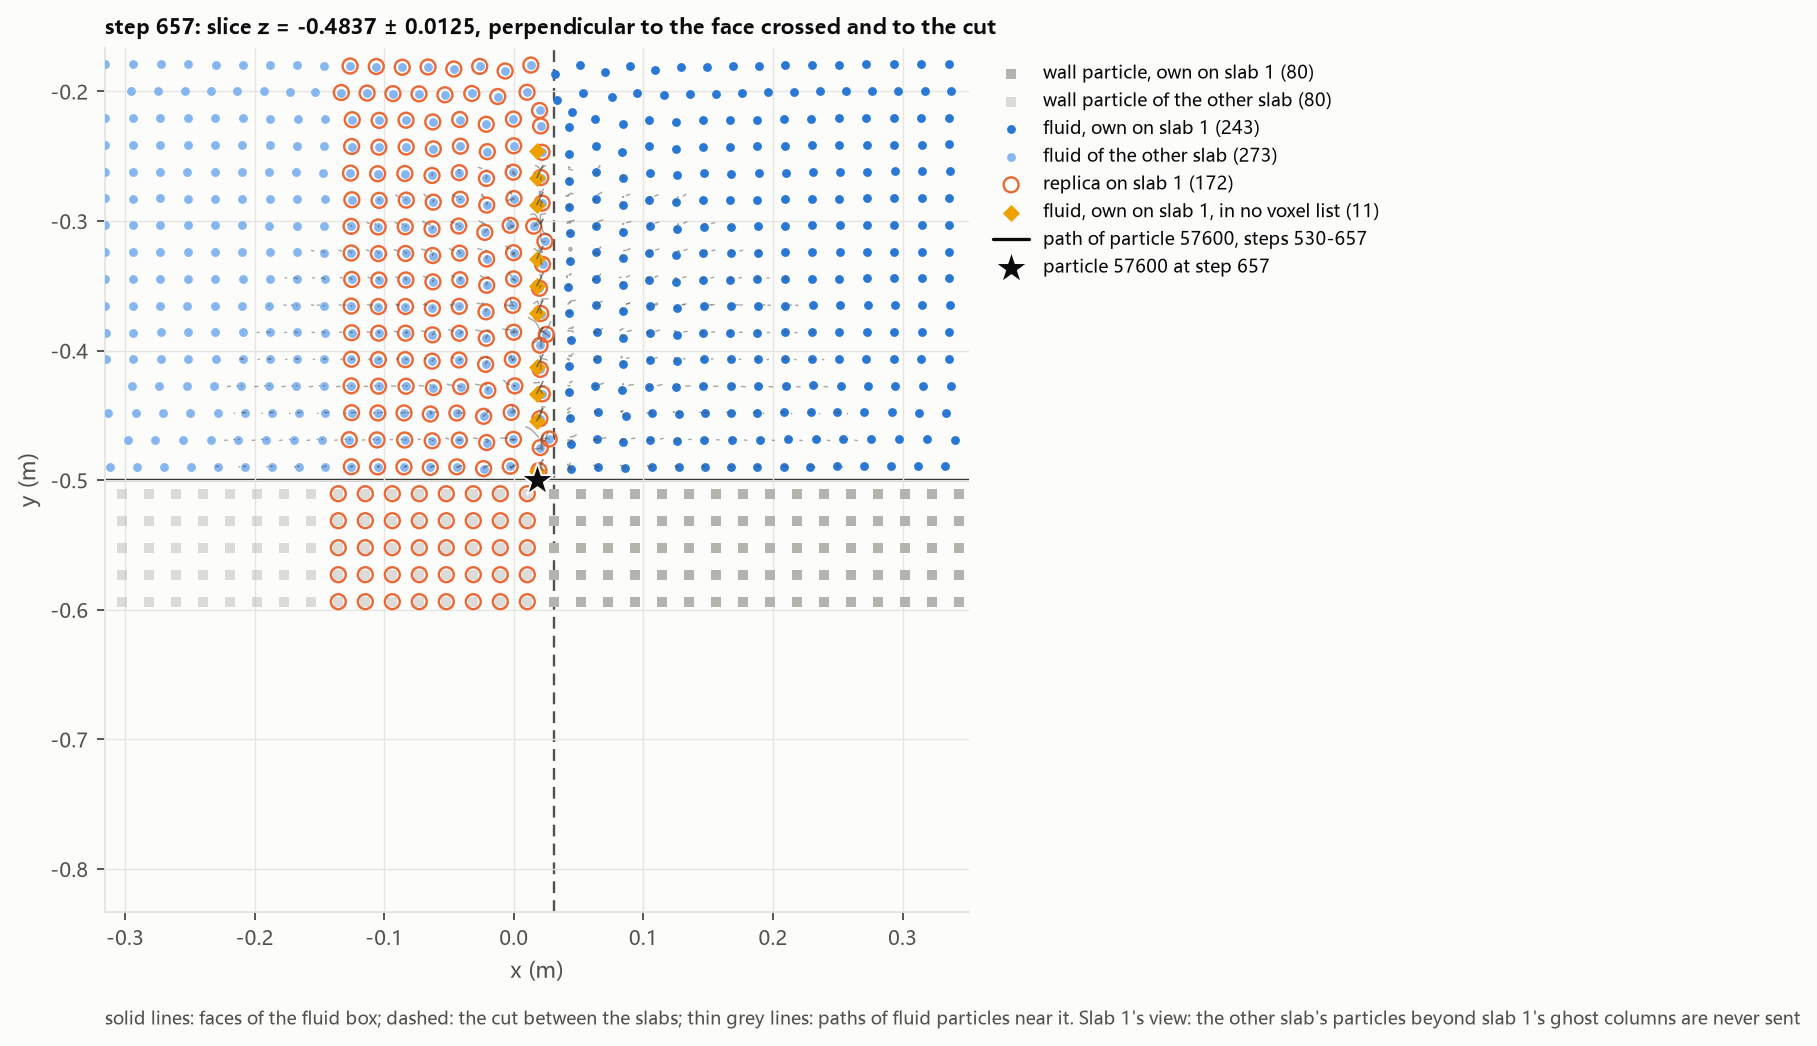 step 657: slice z = -0.4837 ± 0.0125, perpendicular to the face crossed and to the cut
wall particle, own on slab 1 (80)
wall particle of the other slab (80)
fluid, own on slab 1 (243)
fluid of the other slab (273)
replica on slab 1 (172)
fluid, own on slab 1, in no voxel list (11)
path of particle 57600, steps 530-657
particle 57600 at step 657
-0.2
-0.3
-0.4
-0.5
-0.6
-0.7
-0.8
y (m)
-0.3
-0.2
-0.1
0.0
0.1
0.2
0.3
x (m)
solid lines: faces of the fluid box; dashed: the cut between the slabs; thin grey lines: paths of fluid particles near it. Slab 1's view: the other slab's particles beyond slab 1's ghost columns are never sent